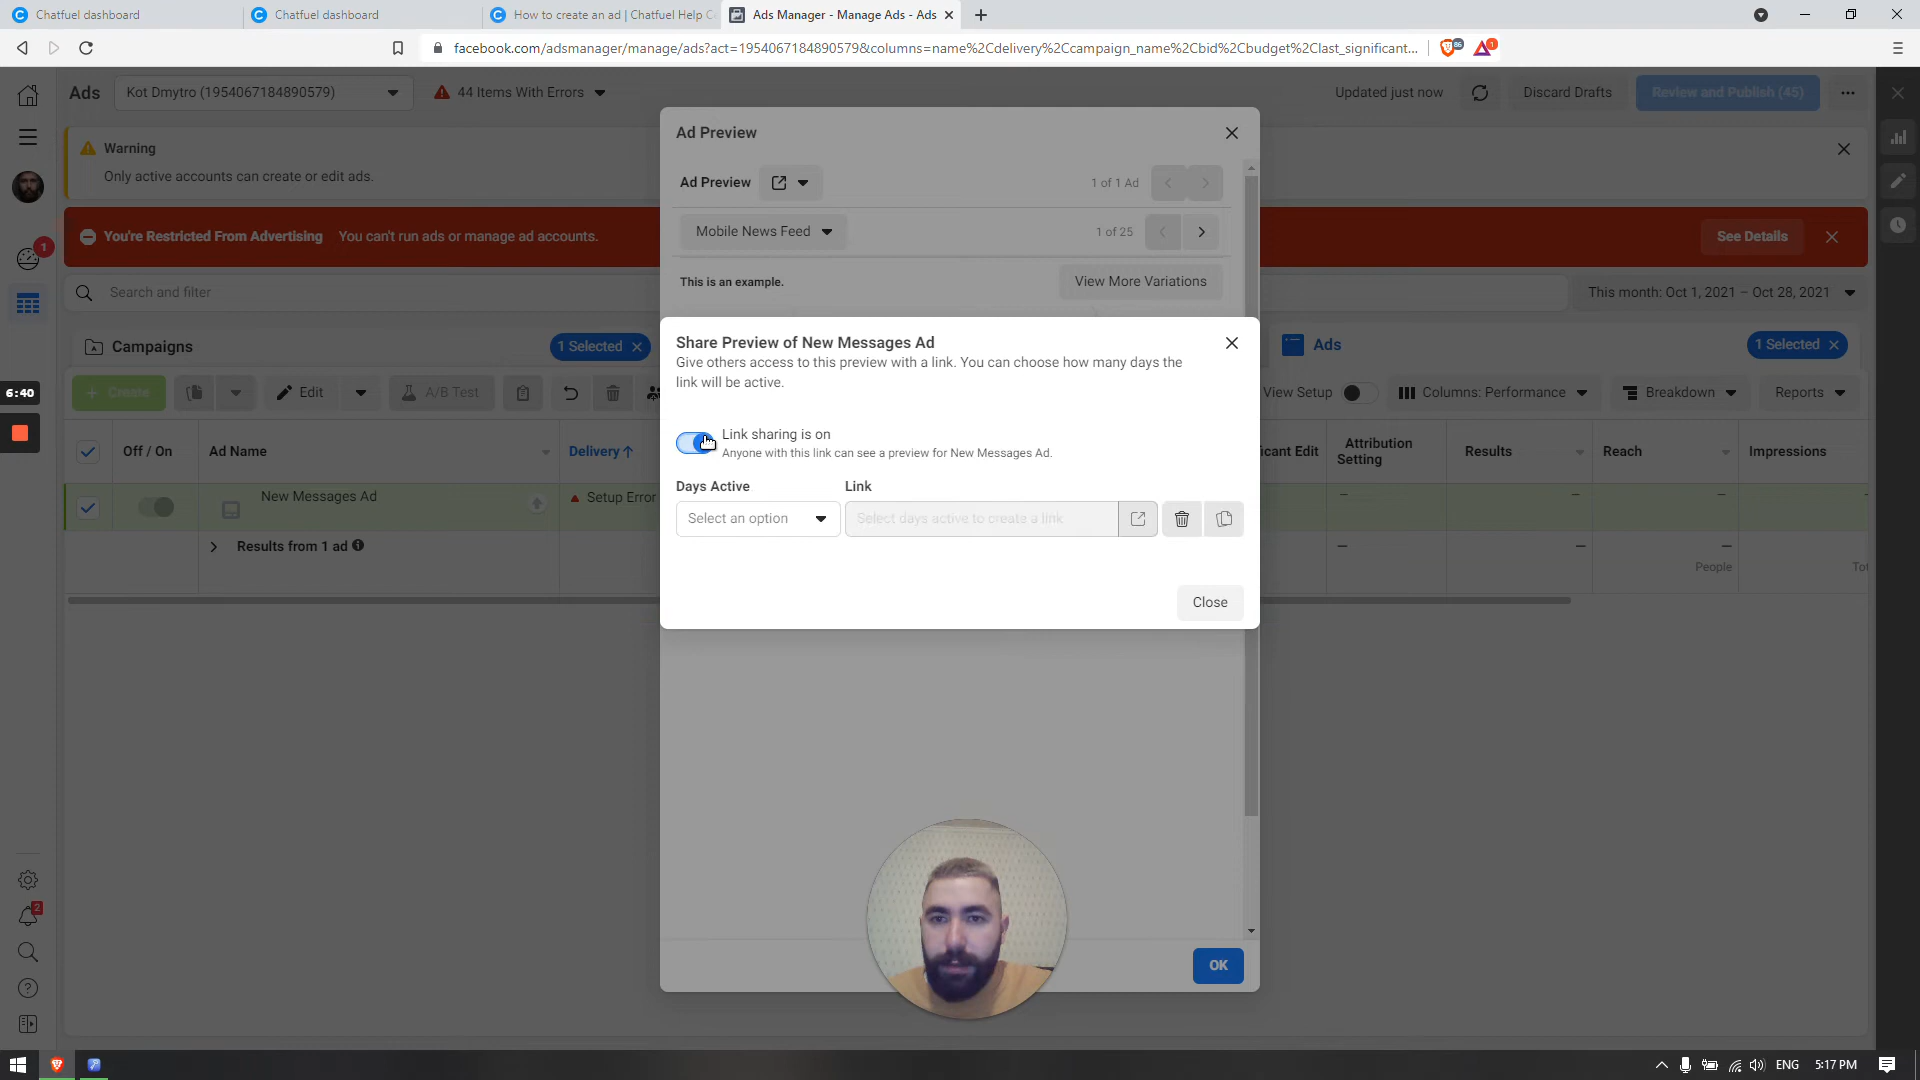 Chatfuel dashboard
Chatfuel dashboard
How to create an ad | Chatfuel Help C
Ads Manager - Manage Ads - Ads
facebook.com/adsmanager/manage/ads?act=1954067184890579&columns=name%2Cdelivery%2Ccampaign_name%2Cbid%2Cbudget%2Clast_significant...
86
1
Ads
Kot Dmytro (1954067184890579)
44 Items With Errors
Updated just now
Discard Drafts
Review and Publish (45)
Warning
Only active accounts can create or edit ads.
You're Restricted From Advertising
You can't run ads or manage ad accounts.
See Details
1
Search and filter
This month: Oct 1, 2021 – Oct 28, 2021
Campaigns
1 Selected
Ads
1 Selected
6:40
Create
Edit
A/B Test
View Setup
Columns: Performance
Breakdown
Reports
Off / On
Ad Name
Delivery
icant Edit
Attribution
Setting
Results
Reach
Impressions
New Messages Ad
Setup Error
Results from 1 ad
People
Tot
Ad Preview
Ad Preview
1 of 1 Ad
Mobile News Feed
1 of 25
This is an example.
View More Variations
Share Preview of New Messages Ad
Give others access to this preview with a link. You can choose how many days the
link will be active.
Link sharing is on
Anyone with this link can see a preview for New Messages Ad.
Days Active
Link
Select an option
Select days active to create a link
Close
OK
2
ENG
5:17 PM